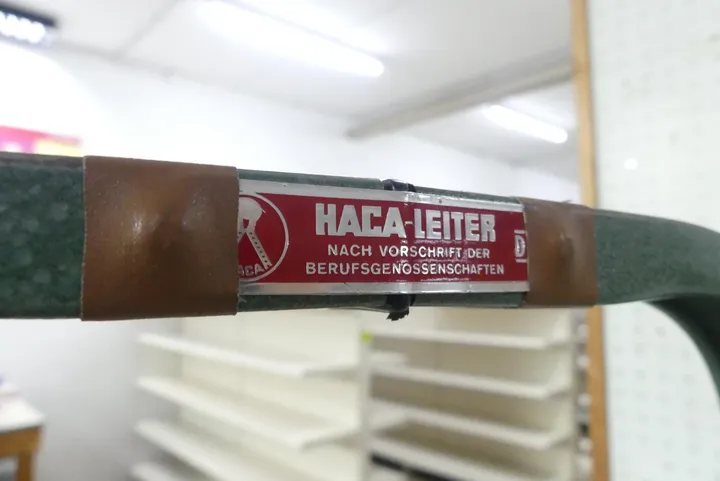 HACA-LEITER
NACH VORSCHRIFT DER
BERUFSGENOSSENSCHAFTEN
D